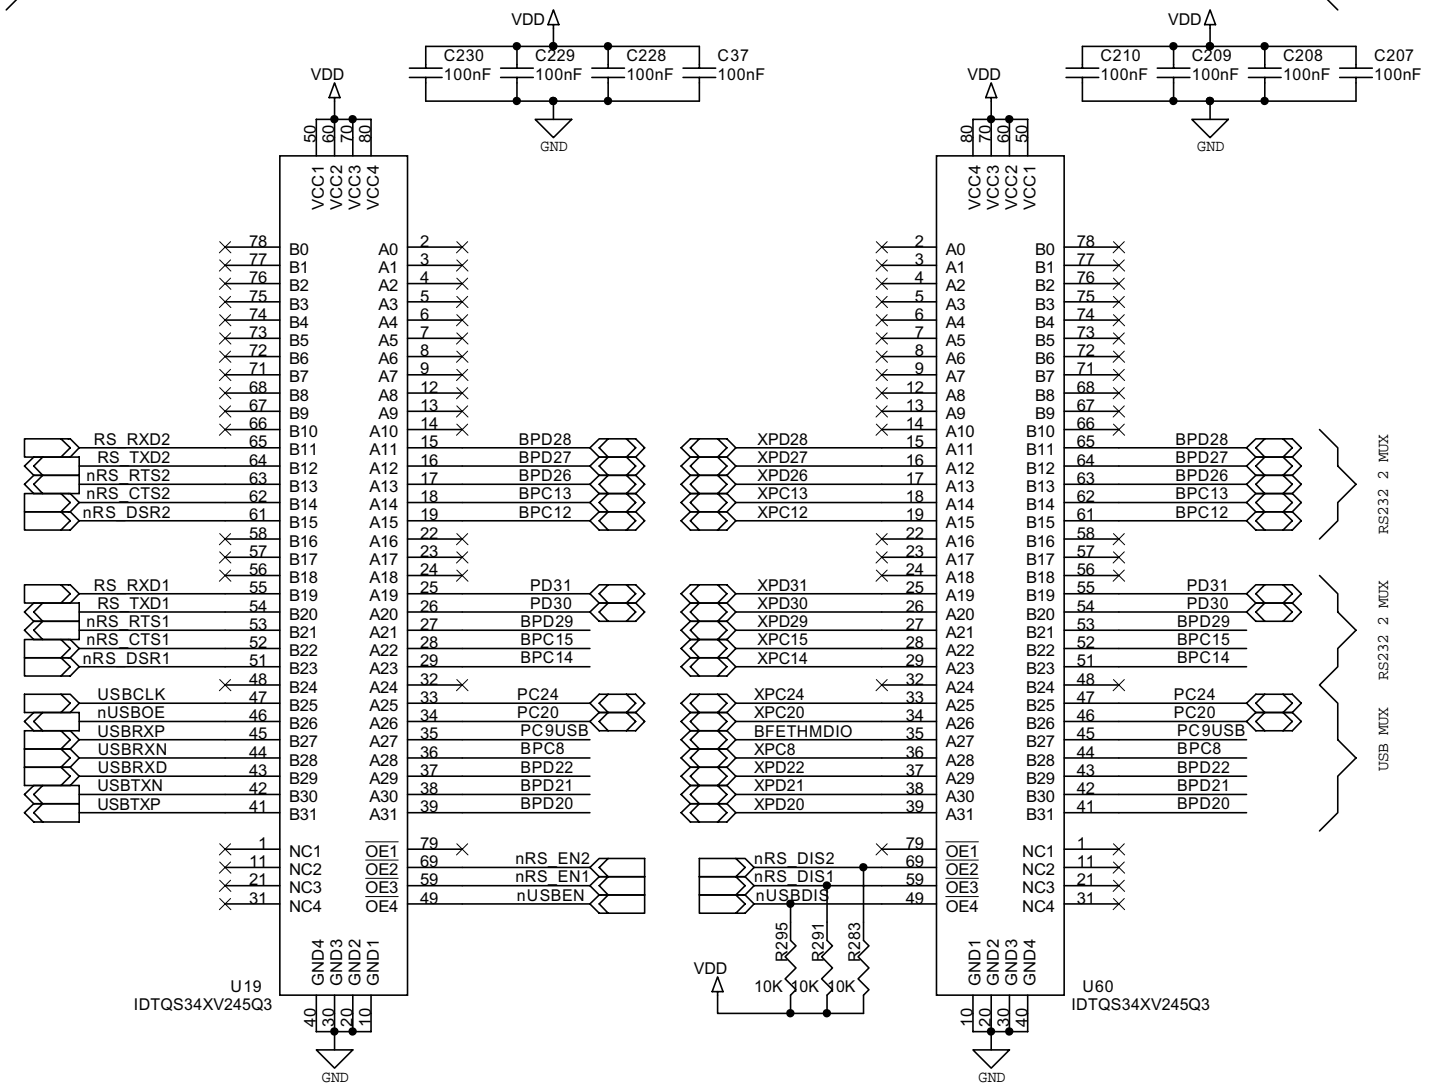 VDD VDD
C230 C229 C228 C37 C210 C209 C208 C207
100nF 100nF 100nF 100nF 100nF 100nF 100nF 100nF
VDD VDD
GND GND
50 60 70 80 80 70 60 50
VCC1 VCC2 VCC3 VCC4 VCC4 VCC3 VCC2 VCC1
78 B0 A0 2 2 A0 B0 78
77 B1 A1 3 3 A1 B1 77
76 B2 A2 4 4 A2 B2 76
75 B3 A3 5 5 A3 B3 75
74 B4 A4 6 6 A4 B4 74
73 B5 A5 7 7 A5 B5 73
72 B6 A6 8 8 A6 B6 72
71 B7 A7 9 9 A7 B7 71
68 B8 A8 12 12 A8 B8 68
67 B9 A9 13 13 A9 B9 67
66 B10 A10 14 14 A10 B10 66
RS_RXD2 65 B11 A11 15 BPD28 XPD28 15 A11 B11 65 BPD28
RS_TXD2 64 B12 A12 16 BPD27 XPD27 16 A12 B12 64 BPD27
nRS_RTS2 63 B13 A13 17 BPD26 XPD26 17 A13 B13 63 BPD26
nRS_CTS2 62 B14 A14 18 BPC13 XPC13 18 A14 B14 62 BPC13
nRS_DSR2 61 B15 A15 19 BPC12 XPC12 19 A15 B15 61 BPC12
RS232 2 MUX
58 B16 A16 22 22 A16 B16 58
57 B17 A17 23 23 A17 B17 57
56 B18 A18 24 24 A18 B18 56
RS_RXD1 55 B19 A19 25 PD31 XPD31 25 A19 B19 55 PD31
RS_TXD1 54 B20 A20 26 PD30 XPD30 26 A20 B20 54 PD30
nRS_RTS1 53 B21 A21 27 BPD29 XPD29 27 A21 B21 53 BPD29
nRS_CTS1 52 B22 A22 28 BPC15 XPC15 28 A22 B22 52 BPC15
nRS_DSR1 51 B23 A23 29 BPC14 XPC14 29 A23 B23 51 BPC14
RS232 2 MUX
48 B24 A24 32 32 A24 B24 48
USBCLK 47 B25 A25 33 PC24 XPC24 33 A25 B25 47 PC24
nUSBOE 46 B26 A26 34 PC20 XPC20 34 A26 B26 46 PC20
USBRXP 45 B27 A27 35 PC9USB BFETHMDIO 35 A27 B27 45 PC9USB
USBRXN 44 B28 A28 36 BPC8 XPC8 36 A28 B28 44 BPC8
USBRXD 43 B29 A29 37 BPD22 XPD22 37 A29 B29 43 BPD22
USBTXN 42 B30 A30 38 BPD21 XPD21 38 A30 B30 42 BPD21
USBTXP 41 B31 A31 39 BPD20 XPD20 39 A31 B31 41 BPD20
USB MUX
1 NC1 OE1 79 79 OE1 NC1 1
11 NC2 OE2 69 nRS_EN2 nRS_DIS2 69 OE2 NC2 11
21 NC3 OE3 59 nRS_EN1 nRS_DIS1 59 OE3 NC3 21
31 NC4 OE4 49 nUSBEN nUSBDIS 49 OE4 NC4 31
R295 R291 R283
10K 10K 10K
VDD
GND4 GND3 GND2 GND1 GND1 GND2 GND3 GND4
U19 U60
IDTQS34XV245Q3 IDTQS34XV245Q3
40 30 20 10 10 20 30 40
GND GND